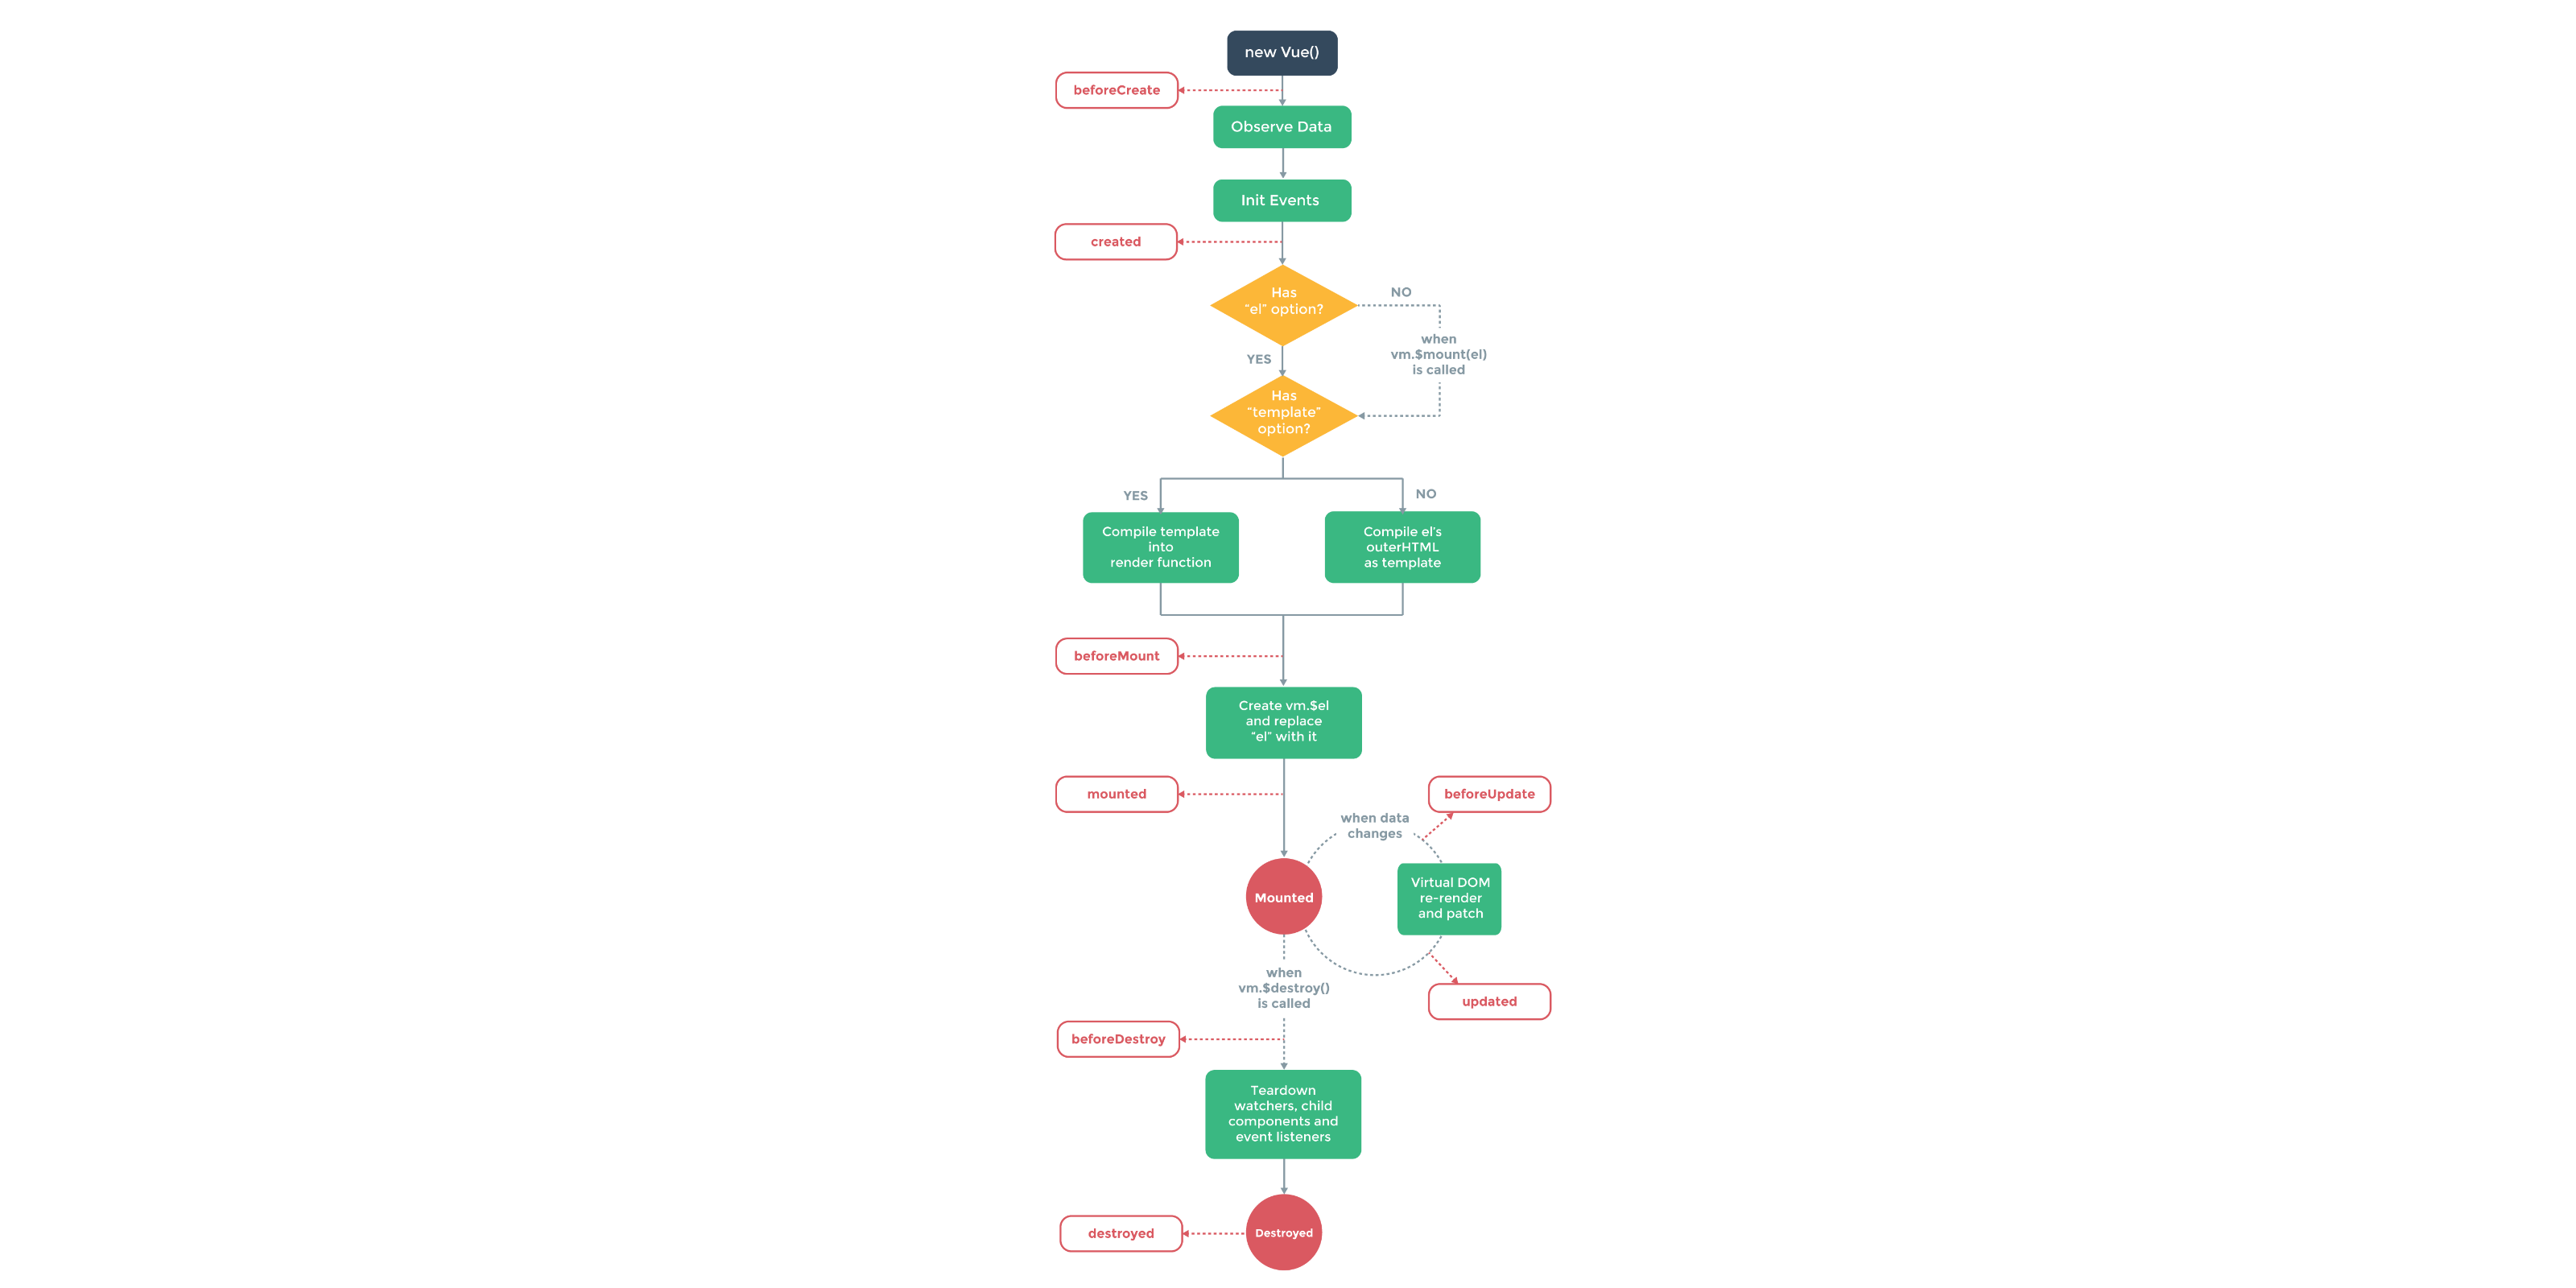 new Vue()
beforeCreate
Observe Data
Init Events
created
Has
“el” option?
NO
when
vm.$mount(el)
is called
YES
Has
“template”
option?
YES
NO
Compile template
into
render function
Compile el’s
outerHTML
as template
beforeMount
Create vm.$el
and replace
“el” with it
mounted
beforeUpdate
when data
changes
Mounted
Virtual DOM
re-render
and patch
when
vm.$destroy()
is called
updated
beforeDestroy
Teardown
watchers, child
components and
event listeners
destroyed
Destroyed